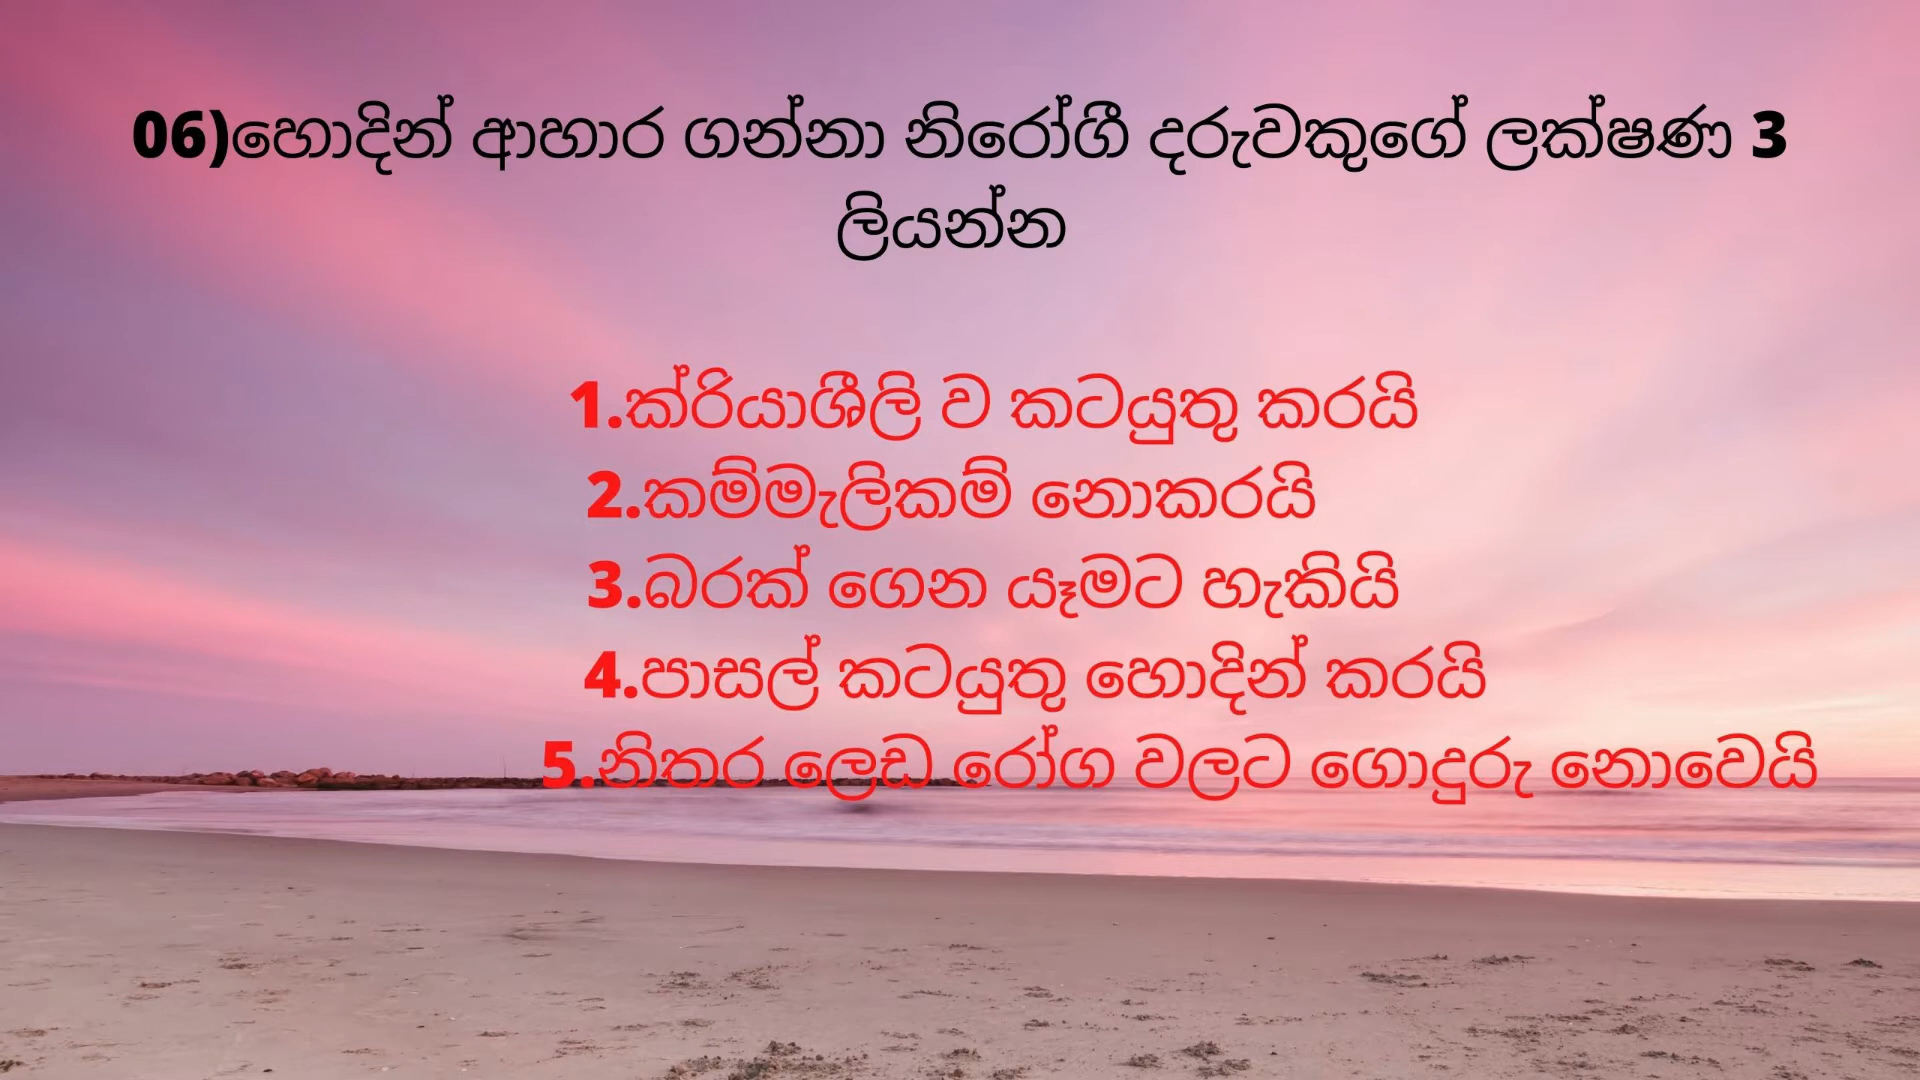 06)හොදින් ආහාර ගන්නා නිරෝගී දරුවකුගේ ලක්ෂණ 3
ලියන්න
1.ක්රියාශීලි ව කටයුතු කරයි
2.කම්මැලිකම් නොකරයි
3.බරක් ගෙන යෑමට හැකියි
4.පාසල් කටයුතු හොදින් කරයි
5.නිතර ලෙඩ රෝග වලට ගොදුරු නොවෙයි